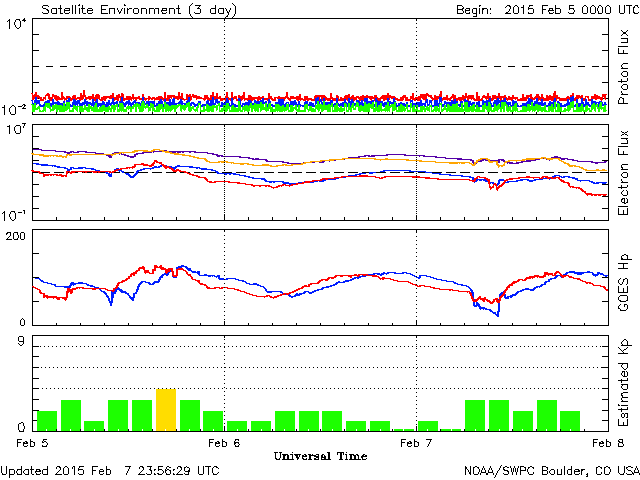 Satellite Environment (3 day) Begin: 2015 Feb 5 0000 UTC
10^4
10^-2
Proton Flux
10^7
10^-1
Electron Flux
200
0
GOES Hp
9
0
Estimated Kp
Feb 5 Feb 6 Feb 7 Feb 8
Universal Time
Updated 2015 Feb 7 23:56:29 UTC NOAA/SWPC Boulder, CO USA